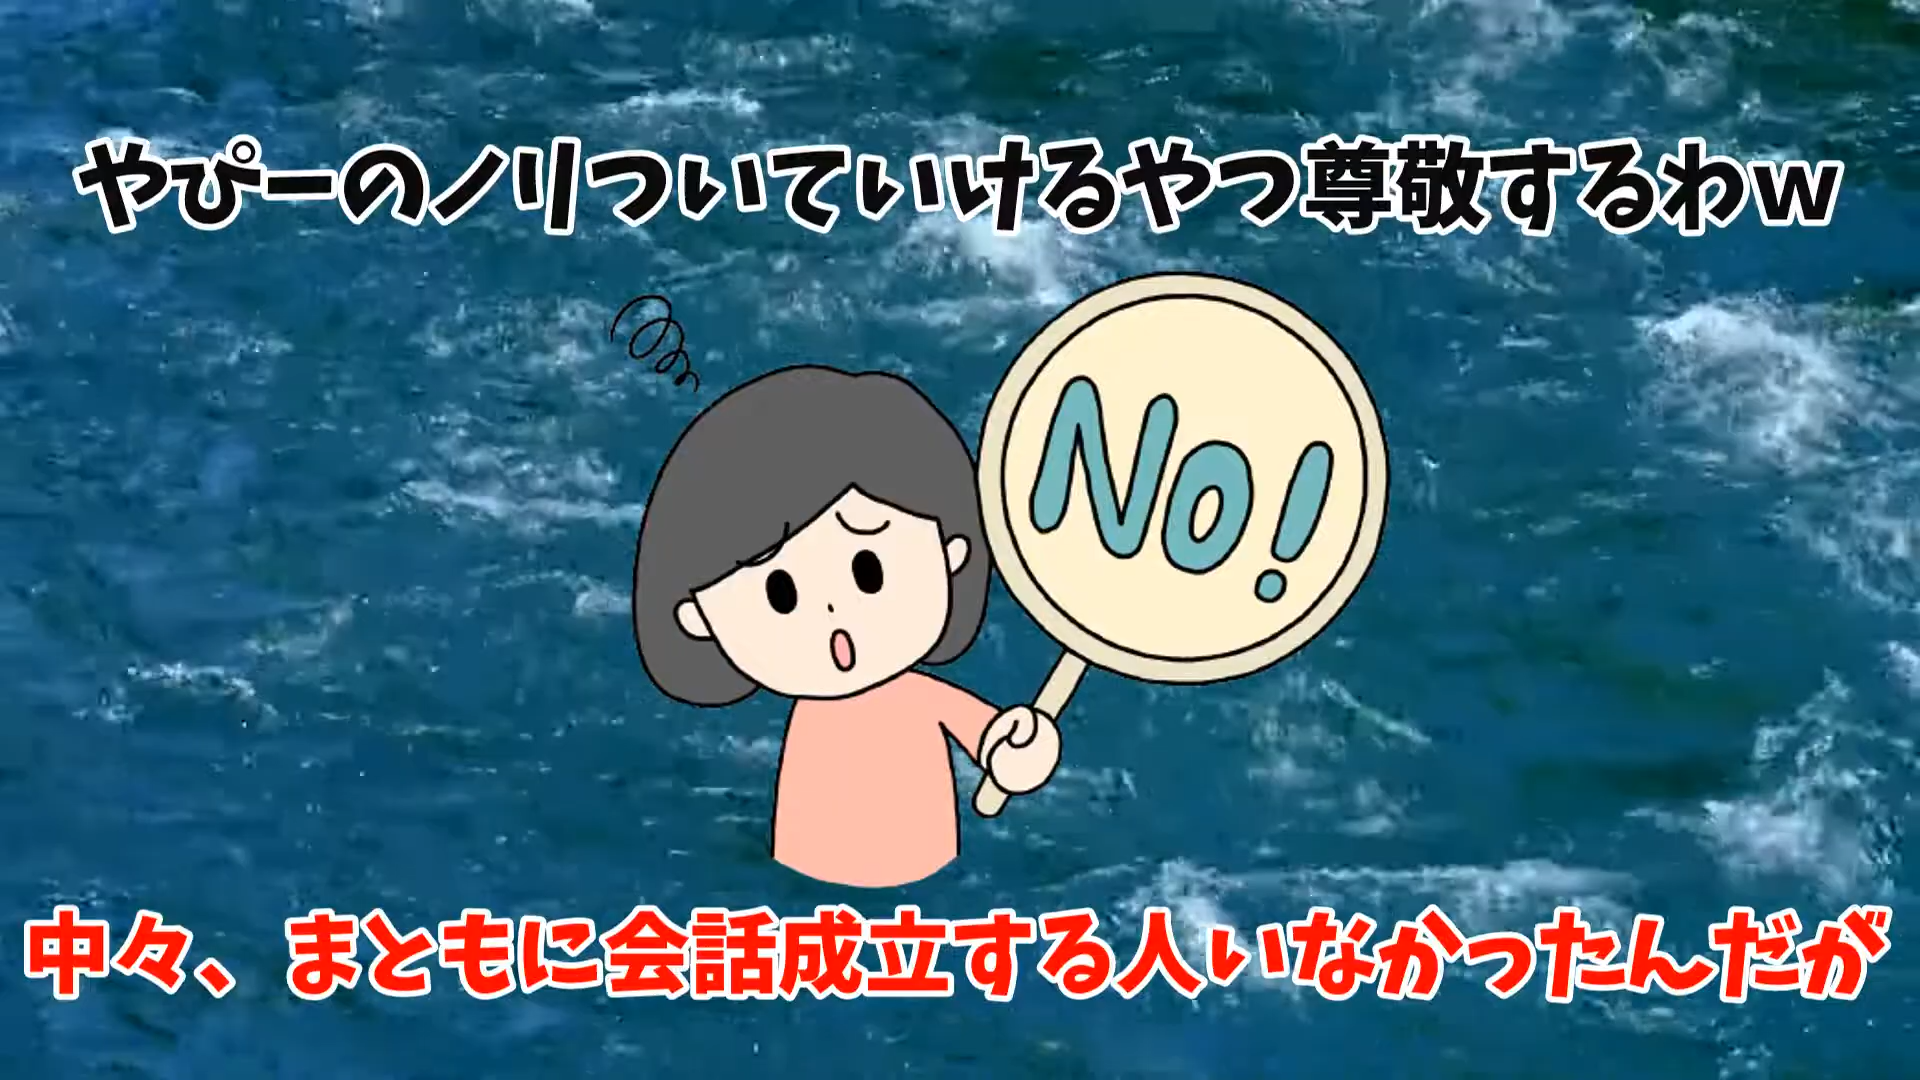 やぴーのノリついていけるやつ尊敬するわw
No!
中々、まともに会話成立する人いなかったんだが